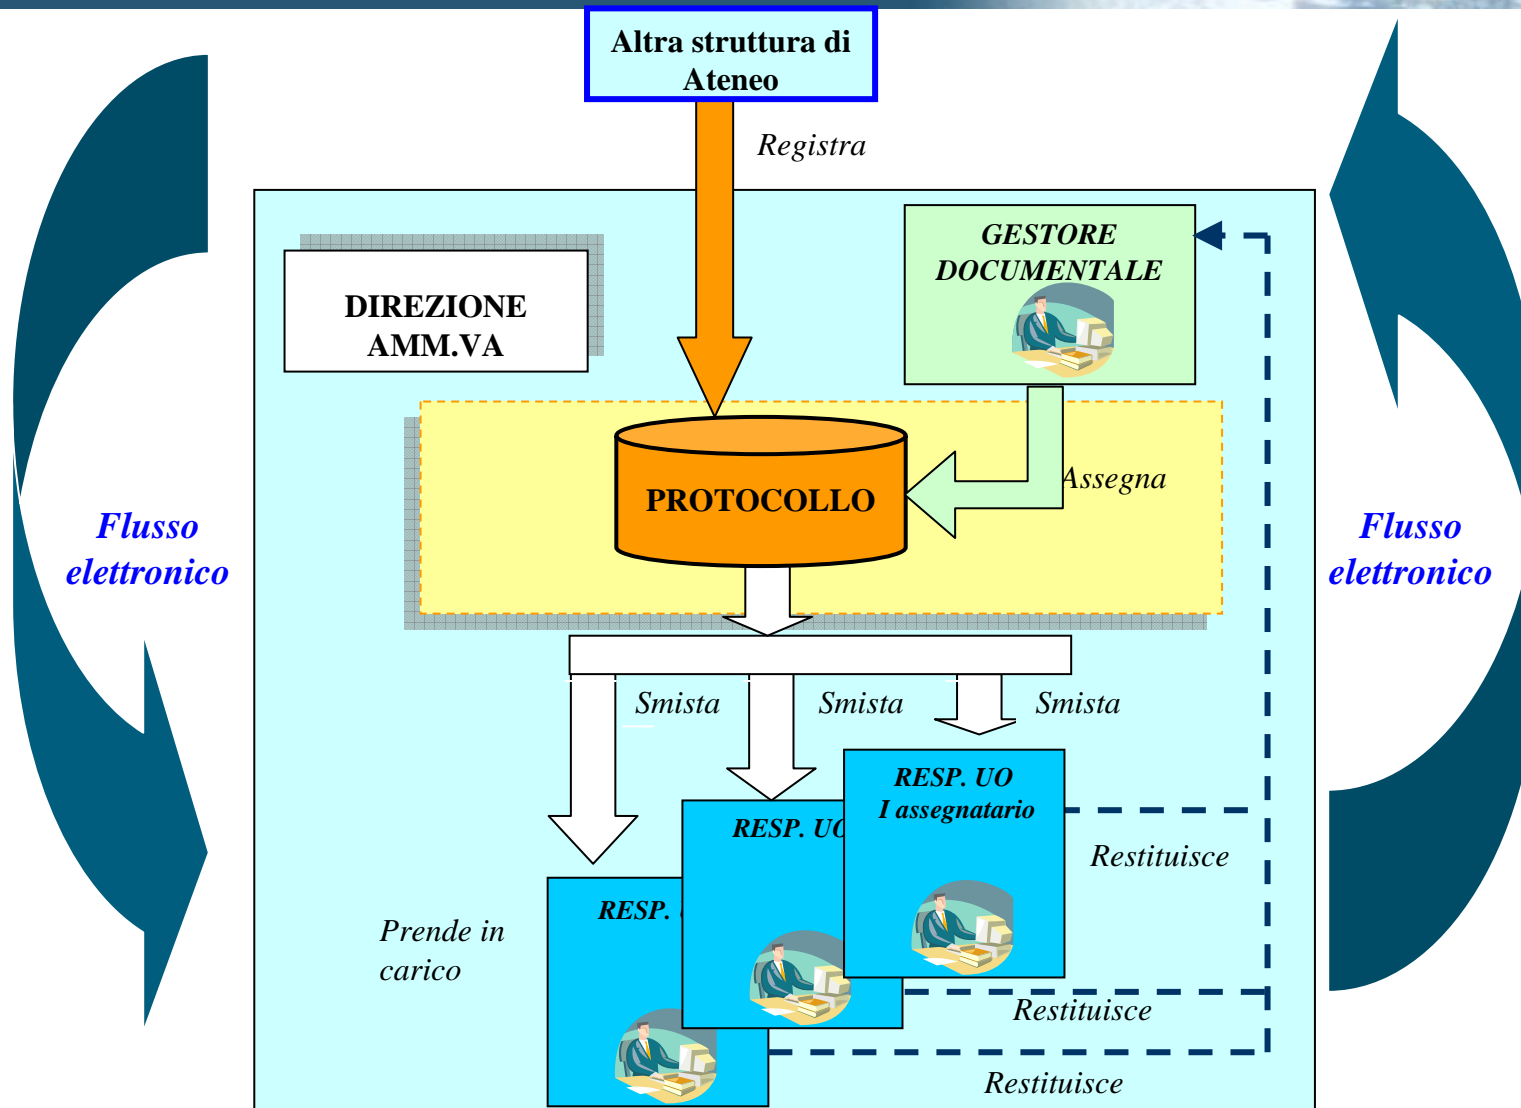 Altra struttura di
Ateneo
Registra
GESTORE
DOCUMENTALE
DIREZIONE
AMM.VA
Assegna
PROTOCOLLO
Flusso
elettronico
Flusso
elettronico
Smista
Smista
Smista
RESP. UO
I assegnatario
RESP. UO
Restituisce
RESP.
Prende in
carico
Restituisce
Restituisce